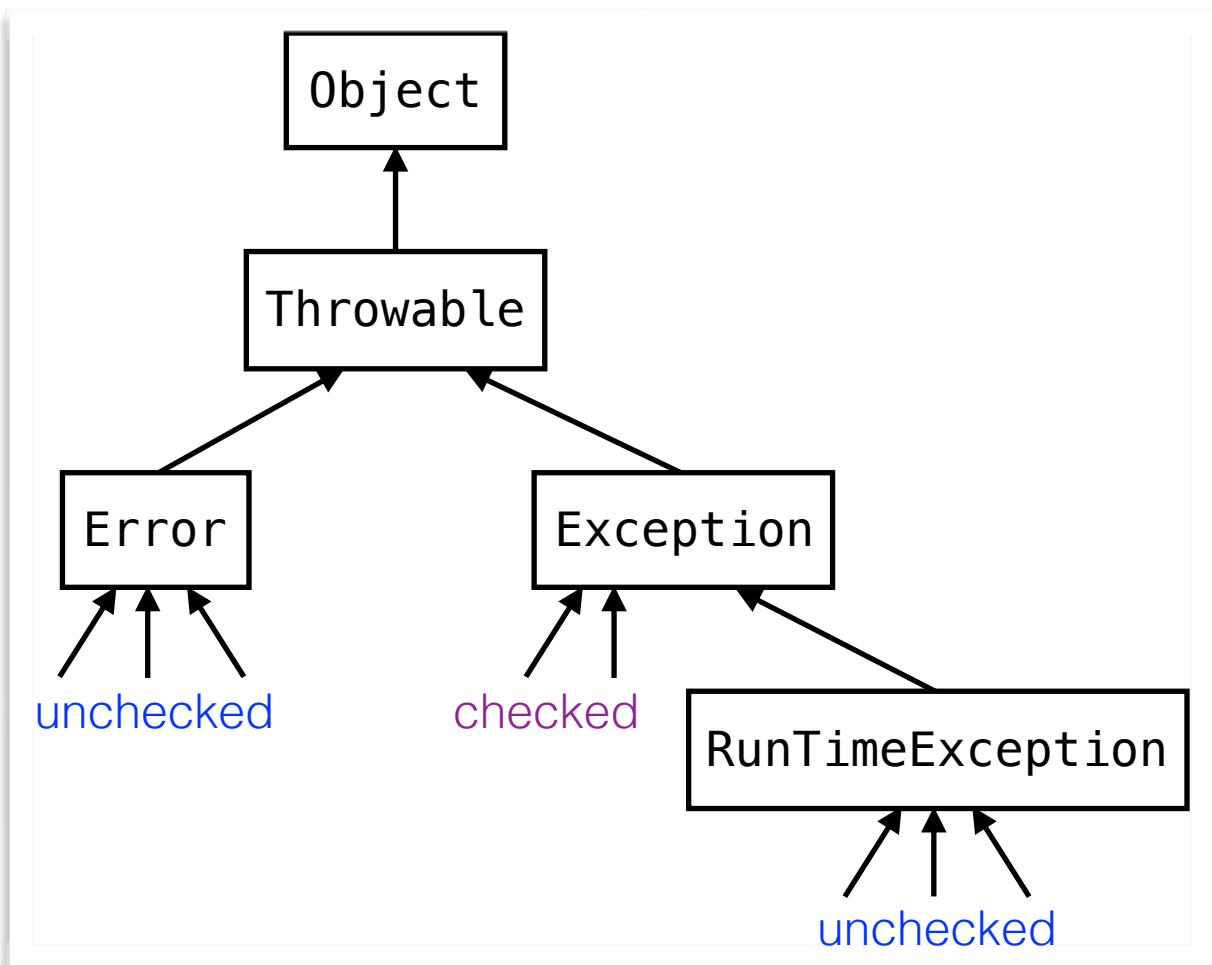 Object
Throwable
Error
Exception
unchecked
checked
RunTimeException
unchecked